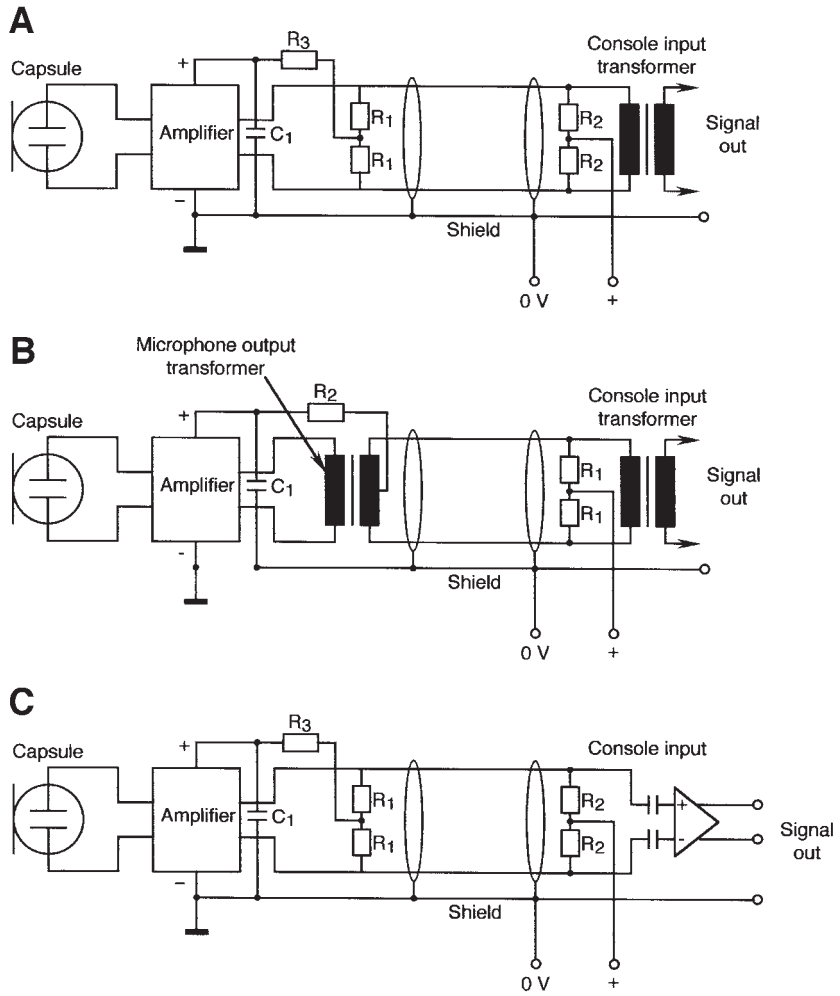 A
Capsule
+
R3
Console input
transformer
Amplifier
C1
R1
R1
R2
R2
Signal
out
–
Shield
0 V
+
B
Microphone output
transformer
Capsule
+
R2
Console input
transformer
Amplifier
C1
R1
R1
Signal
out
-
Shield
0 V
+
C
Capsule
+
R3
Console input
Amplifier
C1
R1
R1
R2
R2
+
-
Signal
out
–
Shield
0 V
+